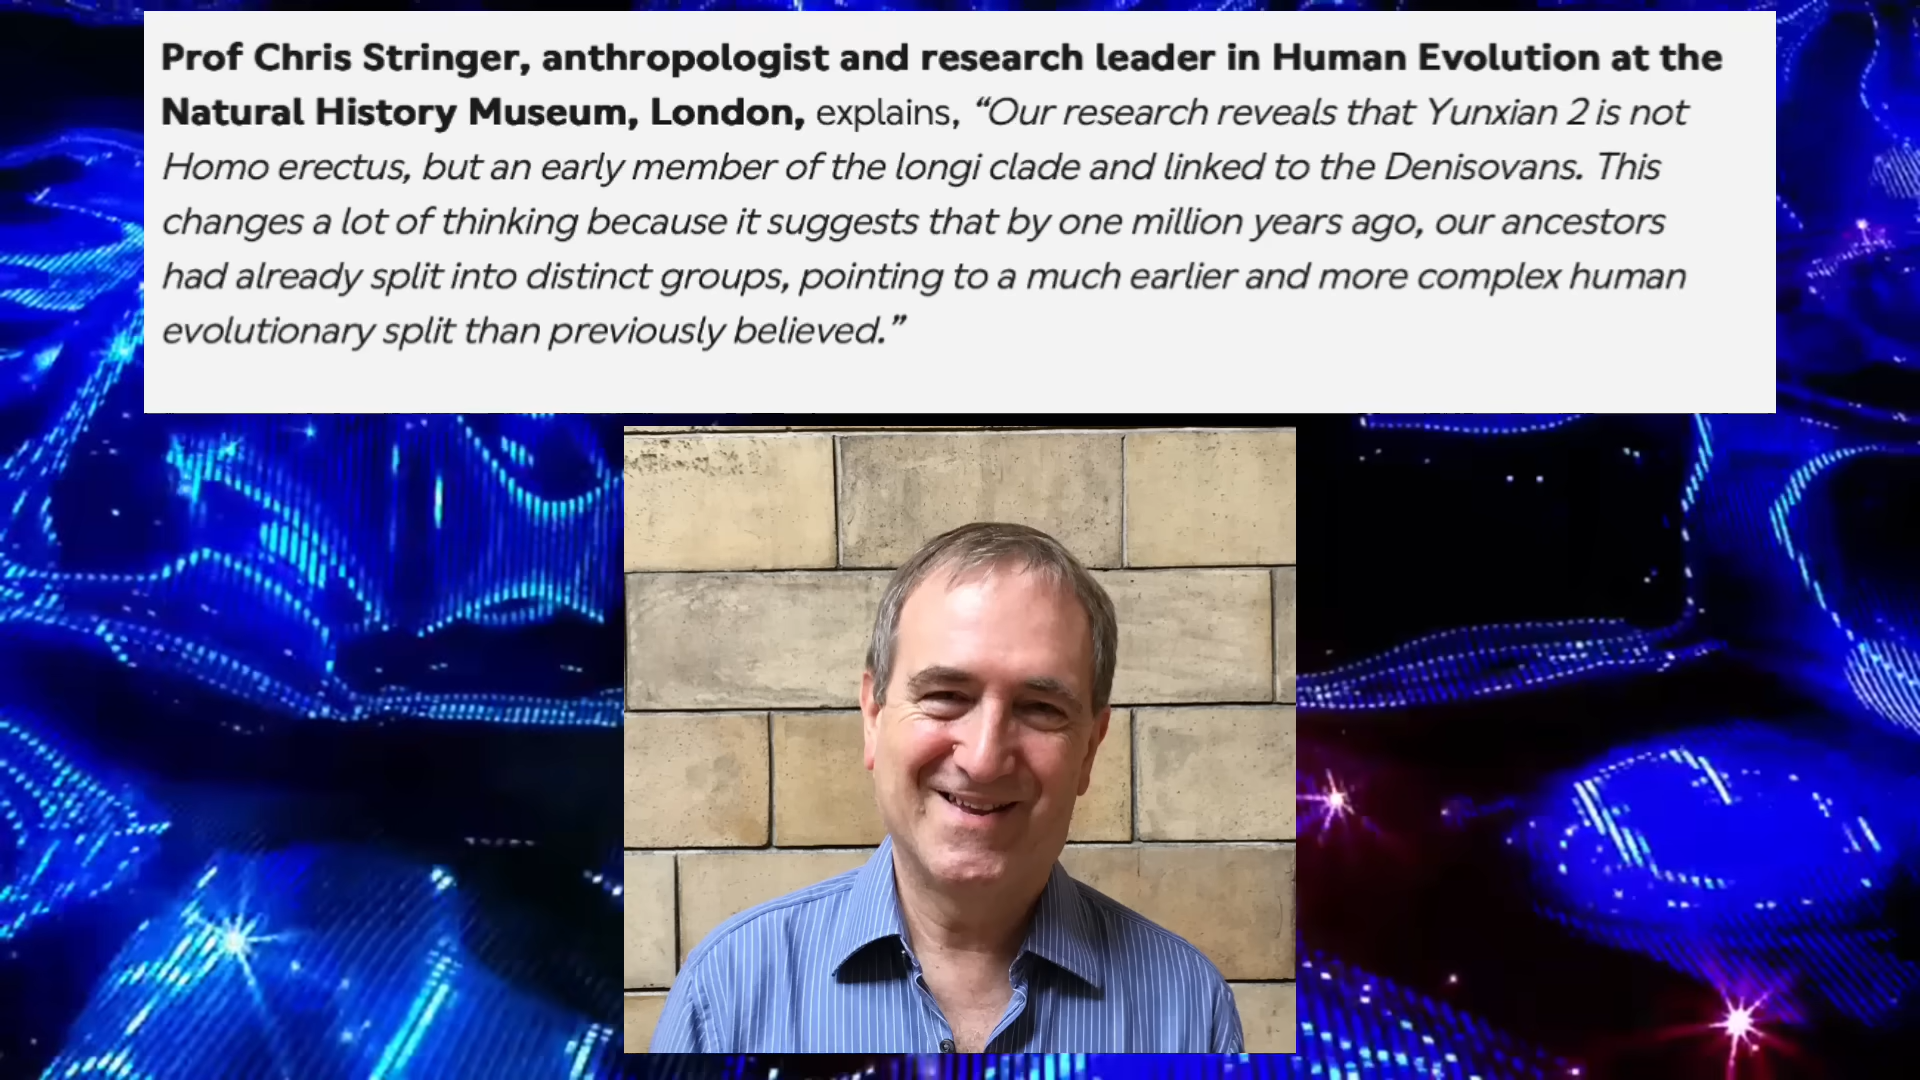 Prof Chris Stringer, anthropologist and research leader in Human Evolution at the
Natural History Museum, London, explains, “Our research reveals that Yunxian 2 is not
Homo erectus, but an early member of the longi clade and linked to the Denisovans. This
changes a lot of thinking because it suggests that by one million years ago, our ancestors
had already split into distinct groups, pointing to a much earlier and more complex human
evolutionary split than previously believed.”